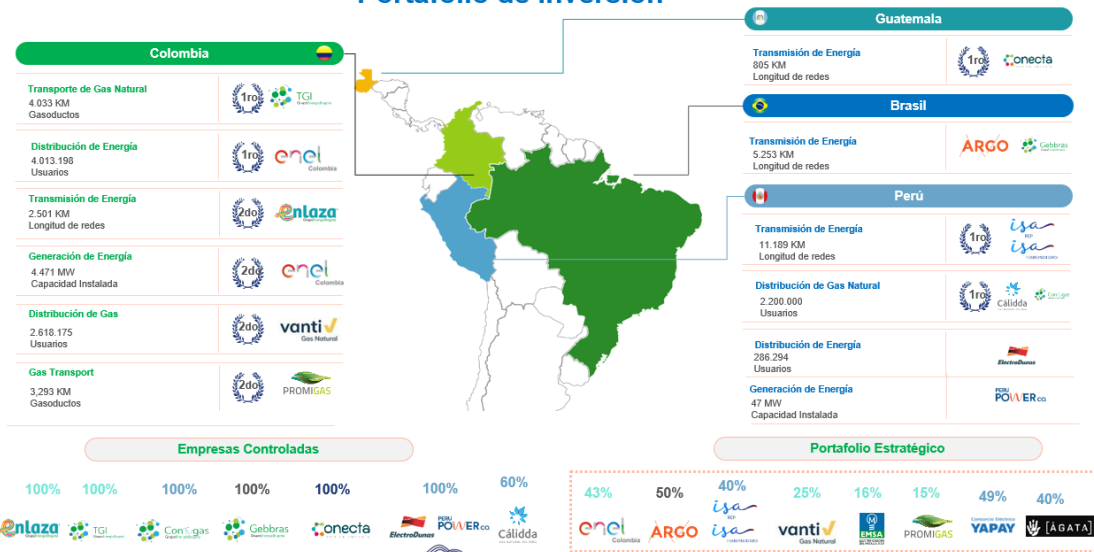 Portafolio de Inversión
Colombia
Transporte de Gas Natural
4.033 KM
Gasoductos
1ro
TGI
Distribución de Energía
4.013.198
Usuarios
1ro
enel
Colombia
Transmisión de Energía
2.501 KM
Longitud de redes
2do
enlaza
Generación de Energía
4.471 MW
Capacidad Instalada
2do
enel
Colombia
Distribución de Gas
2.618.175
Usuarios
2do
vanti
Gas Natural
Gas Transport
3,293 KM
Gasoductos
2do
PROMIGAS
Guatemala
Transmisión de Energía
805 KM
Longitud de redes
1ro
Conecta
Brasil
Transmisión de Energía
5.253 KM
Longitud de redes
ARGO
Gebbras
Perú
Transmisión de Energía
11.189 KM
Longitud de redes
1ro
isa
REP
isa
Distribución de Gas Natural
2.200.000
Usuarios
1ro
Cálidda
Contugas
Distribución de Energía
286.294
Usuarios
ElectroDunas
Generación de Energía
47 MW
Capacidad Instalada
PERU
POWER co.
Empresas Controladas
100% 100% 100% 100% 100% 100% 60%
enlaza TGI Contugas Gebbras Conecta ElectroDunas PERU POWER co. Cálidda
Portafolio Estratégico
43% 50% 40% 25% 16% 15% 49% 40%
enel Colombia ARGO isa REP isa vanti Gas Natural EMSA PROMIGAS YAPAY [ÁGATA]